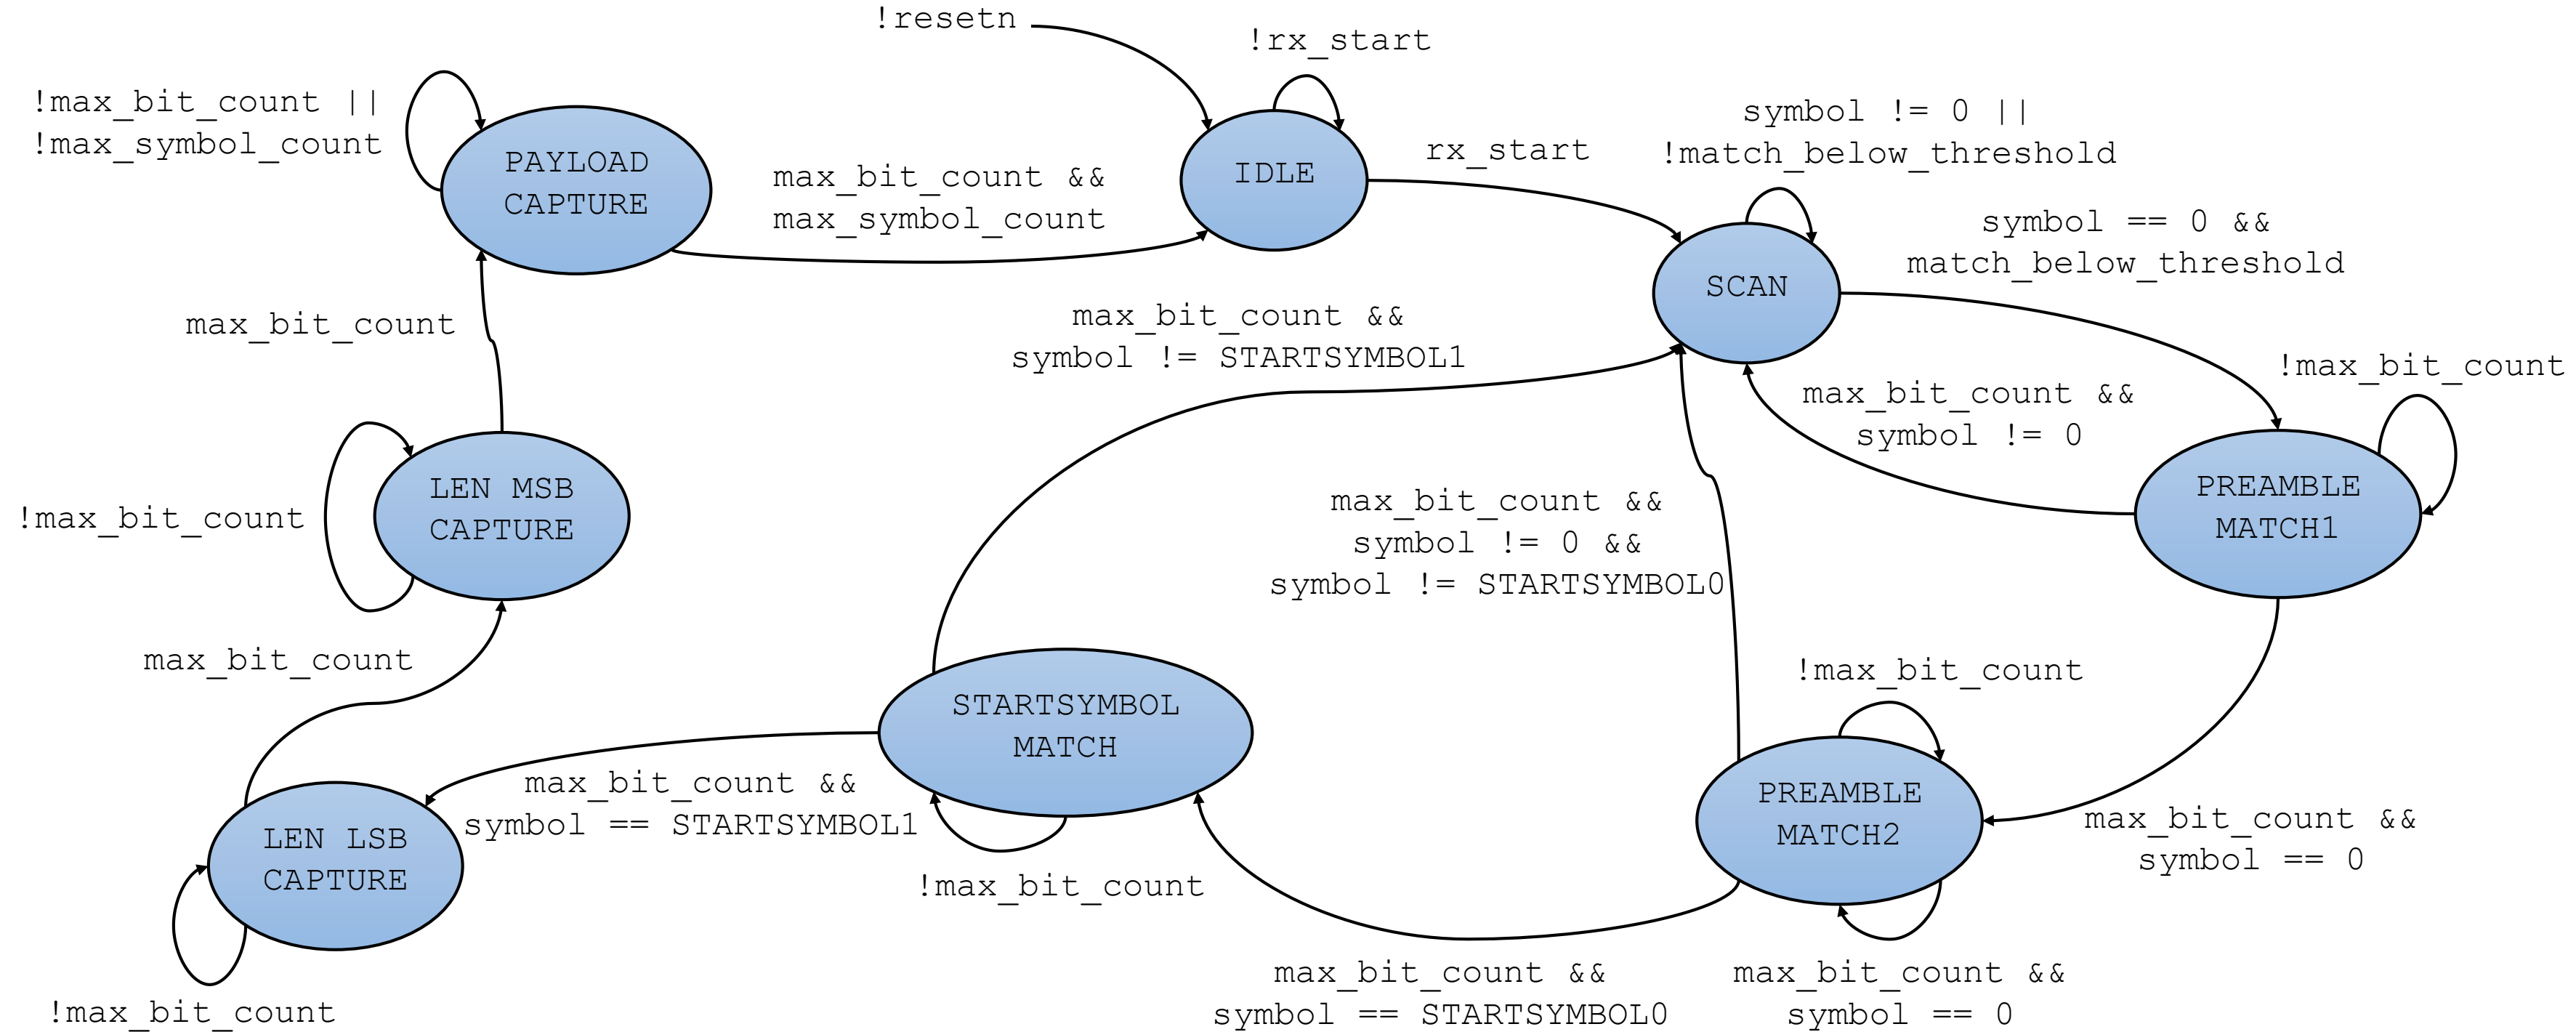 !resetn
!rx_start
!max_bit_count ||
!max_symbol_count
PAYLOAD
CAPTURE
max_bit_count &&
max_symbol_count
IDLE
rx_start
symbol != 0 ||
!match_below_threshold
symbol == 0 &&
match_below_threshold
SCAN
max_bit_count
max_bit_count &&
symbol != STARTSYMBOL1
max_bit_count &&
symbol != 0
!max_bit_count
LEN MSB
CAPTURE
!max_bit_count
max_bit_count &&
symbol != 0 &&
symbol != STARTSYMBOL0
PREAMBLE
MATCH1
max_bit_count
STARTSYMBOL
MATCH
!max_bit_count
PREAMBLE
MATCH2
max_bit_count &&
symbol == 0
max_bit_count &&
symbol == STARTSYMBOL1
LEN LSB
CAPTURE
!max_bit_count
!max_bit_count
max_bit_count &&
symbol == STARTSYMBOL0
max_bit_count &&
symbol == 0